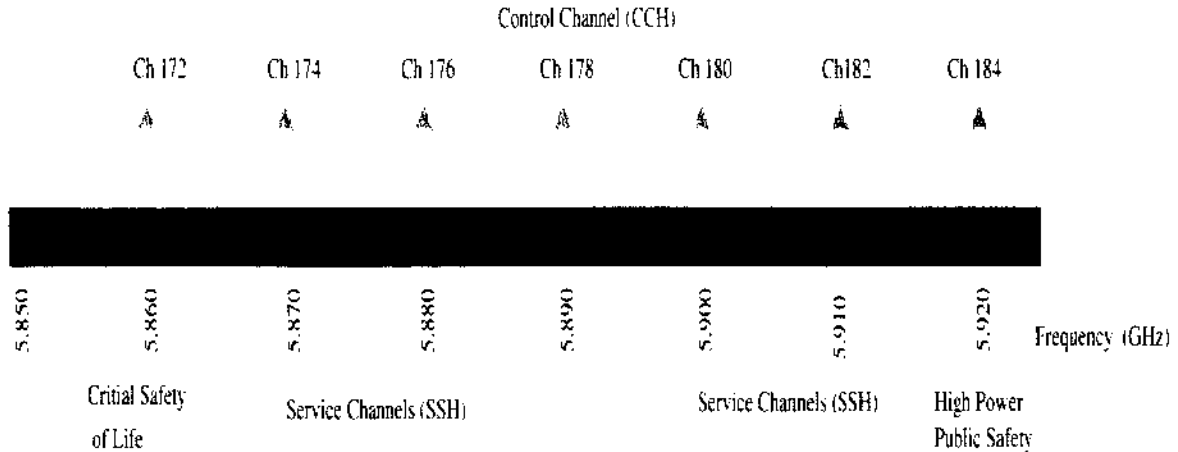 Control Channel (CCH)
Ch 172 Ch 174 Ch 176 Ch 178 Ch 180 Ch182 Ch 184
5.850 5.860 5.870 5.880 5.890 5.900 5.910 5.920
Frequency (GHz)
Critial Safety
of Life
Service Channels (SSH)
Service Channels (SSH)
High Power
Public Safety